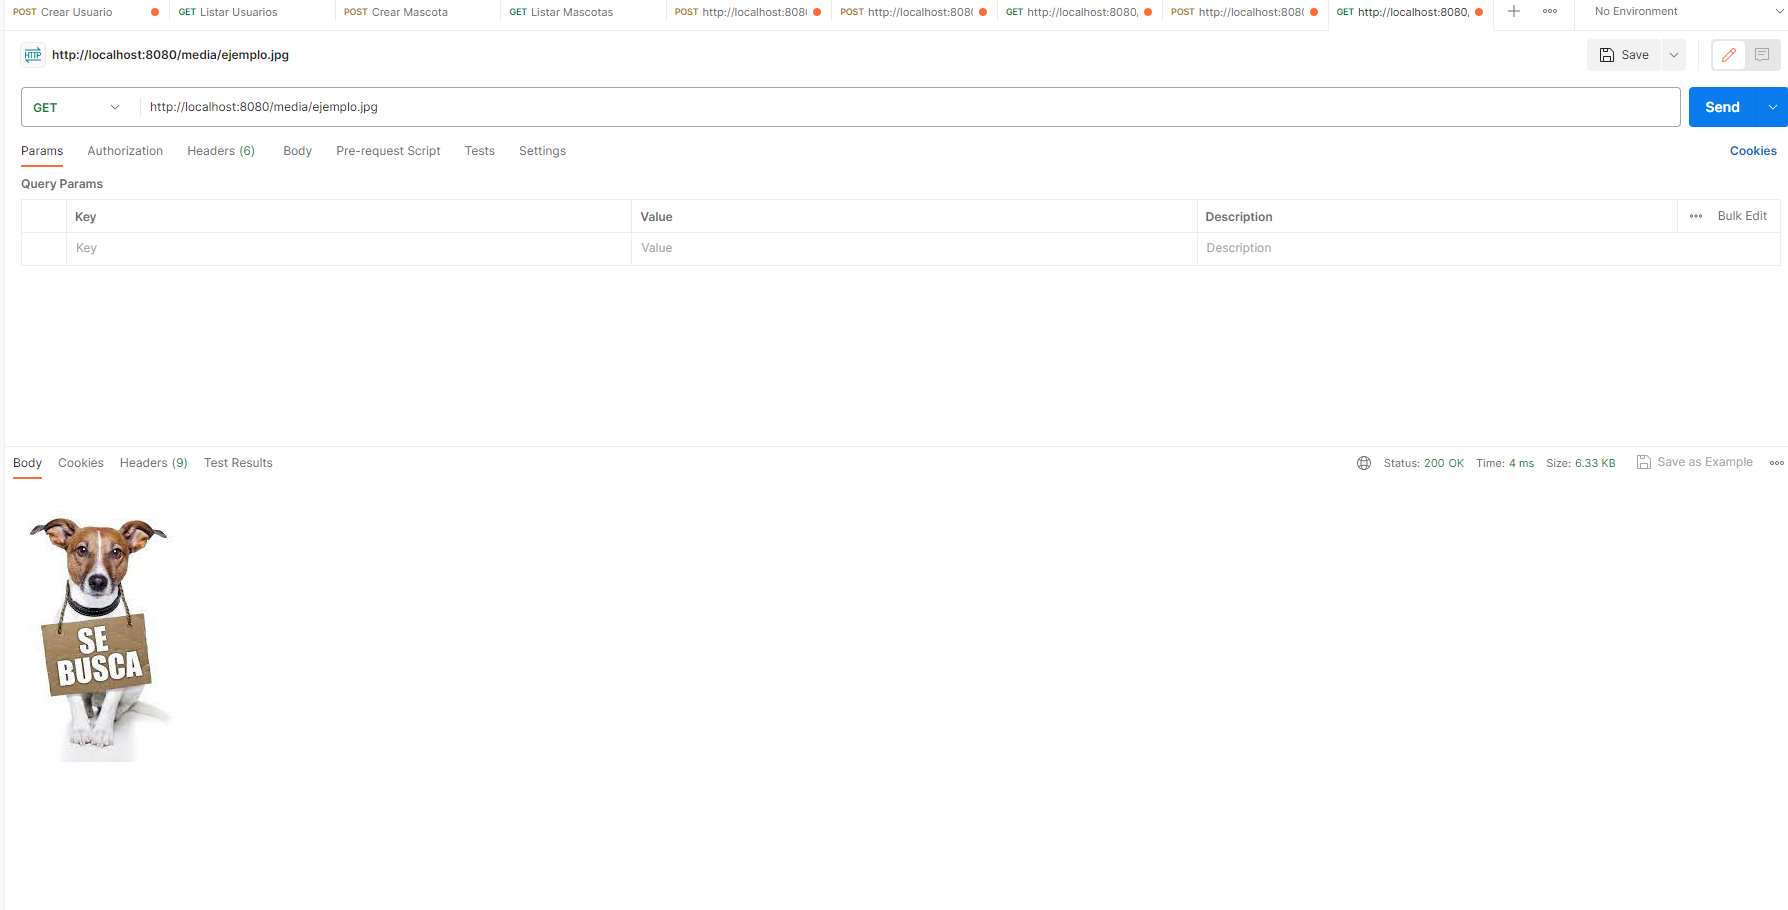 POST Crear Usuario GET Listar Usuarios POST Crear Mascota GET Listar Mascotas POST http://localhost:808 POST http://localhost:808 GET http://localhost:8080, POST http://localhost:808 GET http://localhost:8080, No Environment
HTTP http://localhost:8080/media/ejemplo.jpg Save
GET http://localhost:8080/media/ejemplo.jpg Send
Params Authorization Headers (6) Body Pre-request Script Tests Settings Cookies
Query Params
Key Value Description Bulk Edit
Key Value Description
Body Cookies Headers (9) Test Results Status: 200 OK Time: 4 ms Size: 6.33 KB Save as Example
SE
BUSCA